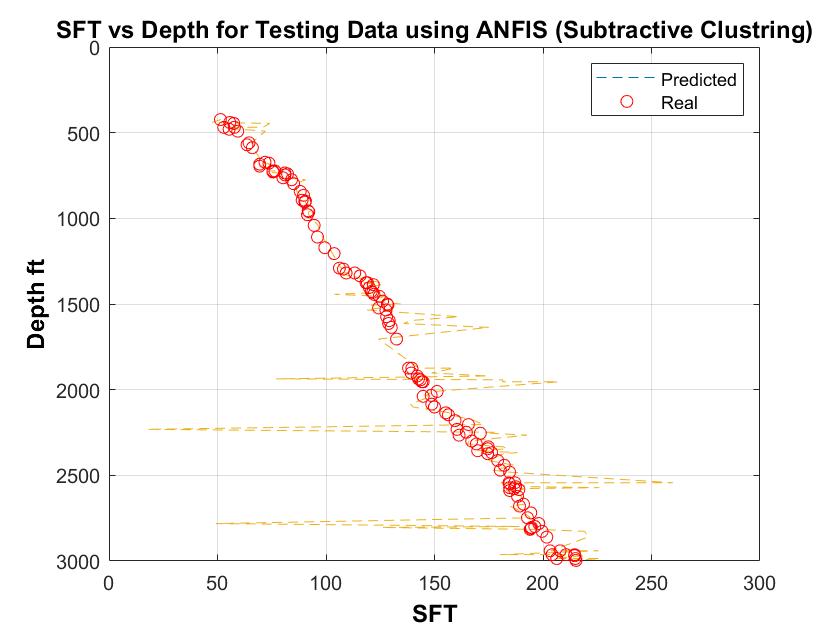 SFT vs Depth for Testing Data using ANFIS (Subtractive Clustring)
Predicted
Real
0
500
1000
1500
2000
2500
3000
Depth ft
0 50 100 150 200 250 300
SFT